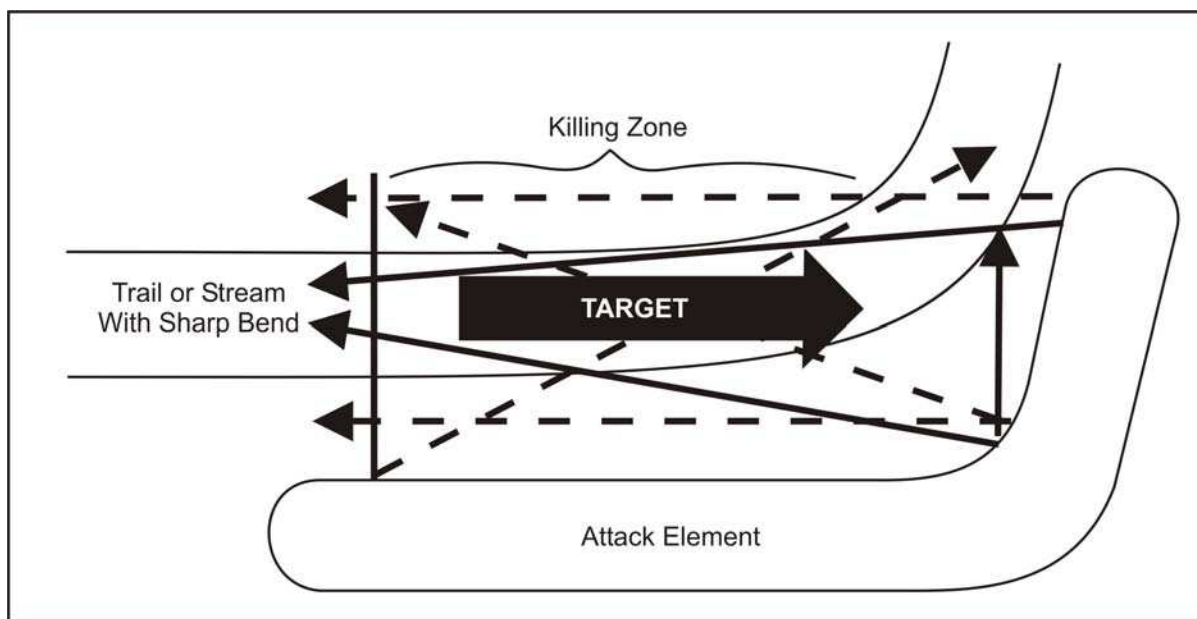 Killing Zone
Trail or Stream
With Sharp Bend
TARGET
Attack Element